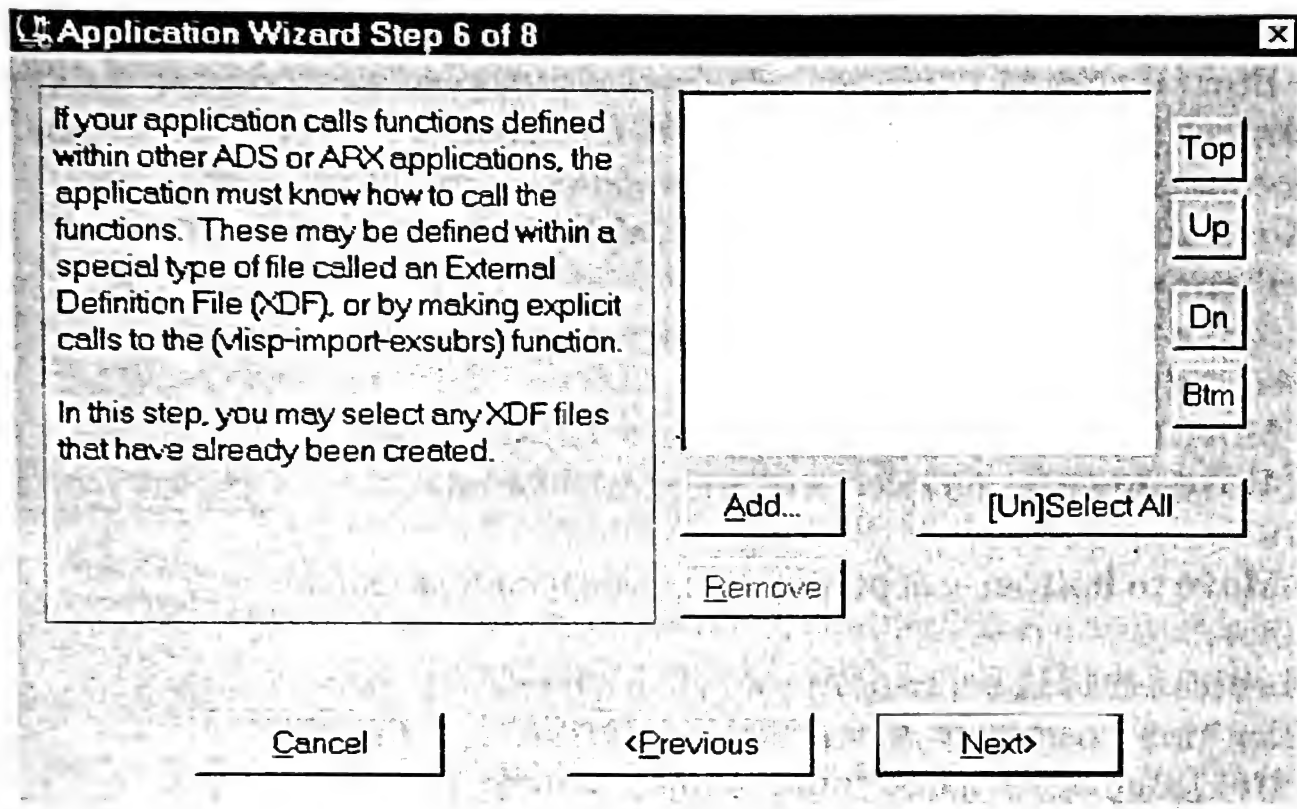 Application Wizard Step 6 of 8
If your application calls functions defined
within other ADS or ARX applications, the
application must know how to call the
functions. These may be defined within a
special type of file called an External
Definition File (XDF), or by making explicit
calls to the (vlisp-import-exsubrs) function.
In this step, you may select any XDF files
that have already been created.
Top
Up
Dn
Btm
Add...
[Un]Select All
Remove
Cancel
<Previous
Next>